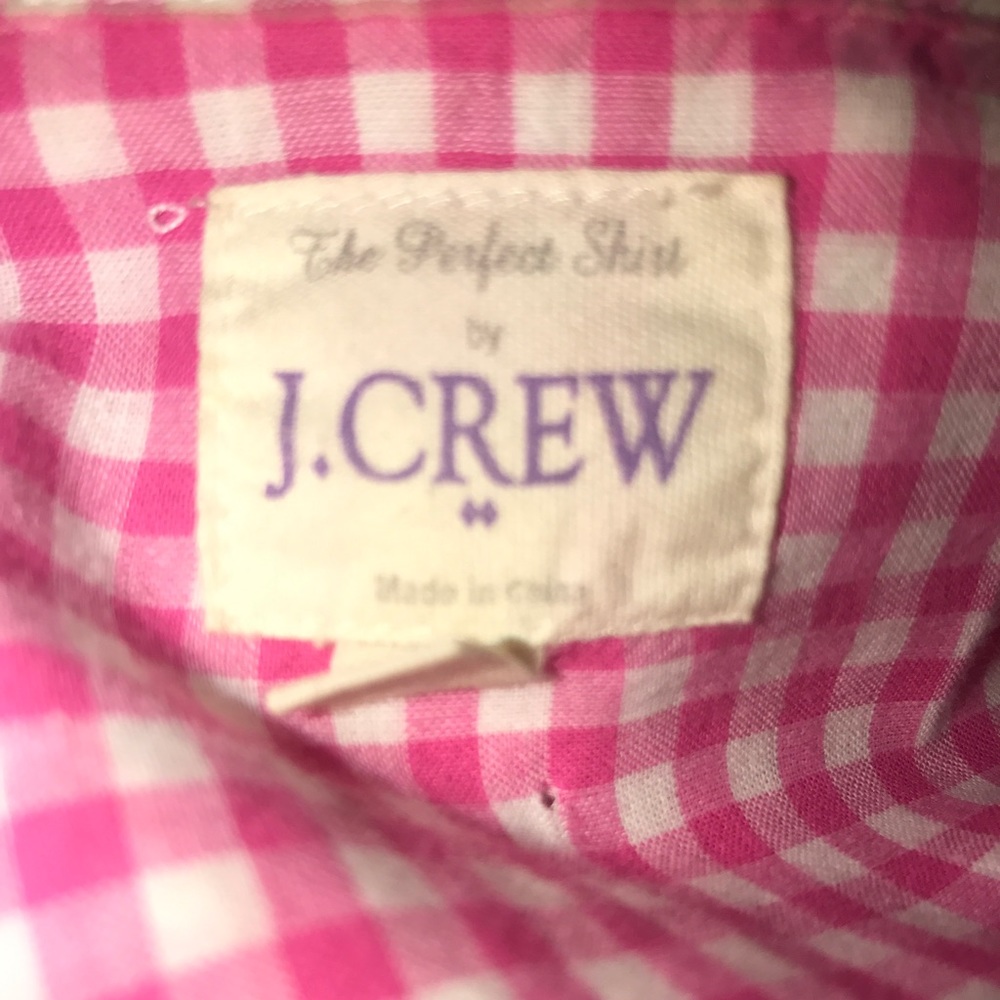 The Perfect Shirt
by
J.CREW
Made in China